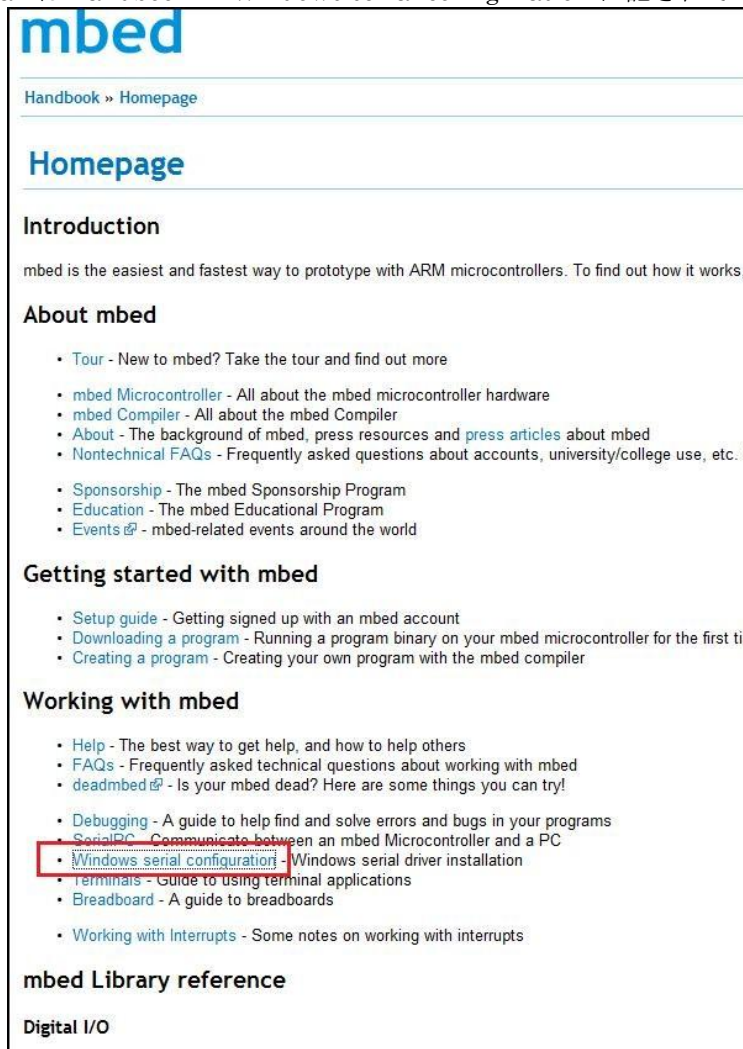 mbed
Handbook » Homepage
Homepage
Introduction
mbed is the easiest and fastest way to prototype with ARM microcontrollers. To find out how it works,
About mbed
• Tour - New to mbed? Take the tour and find out more
• mbed Microcontroller - All about the mbed microcontroller hardware
• mbed Compiler - All about the mbed Compiler
• About - The background of mbed, press resources and press articles about mbed
• Nontechnical FAQs - Frequently asked questions about accounts, university/college use, etc.
• Sponsorship - The mbed Sponsorship Program
• Education - The mbed Educational Program
• Events - mbed-related events around the world
Getting started with mbed
• Setup guide - Getting signed up with an mbed account
• Downloading a program - Running a program binary on your mbed microcontroller for the first ti
• Creating a program - Creating your own program with the mbed compiler
Working with mbed
• Help - The best way to get help, and how to help others
• FAQs - Frequently asked technical questions about working with mbed
• deadmbed - Is your mbed dead? Here are some things you can try!
• Debugging - A guide to help find and solve errors and bugs in your programs
• SerialPC - Communicate between an mbed Microcontroller and a PC
• Windows serial configuration - Windows serial driver installation
• Terminals - Guide to using terminal applications
• Breadboard - A guide to breadboards
• Working with Interrupts - Some notes on working with interrupts
mbed Library reference
Digital I/O